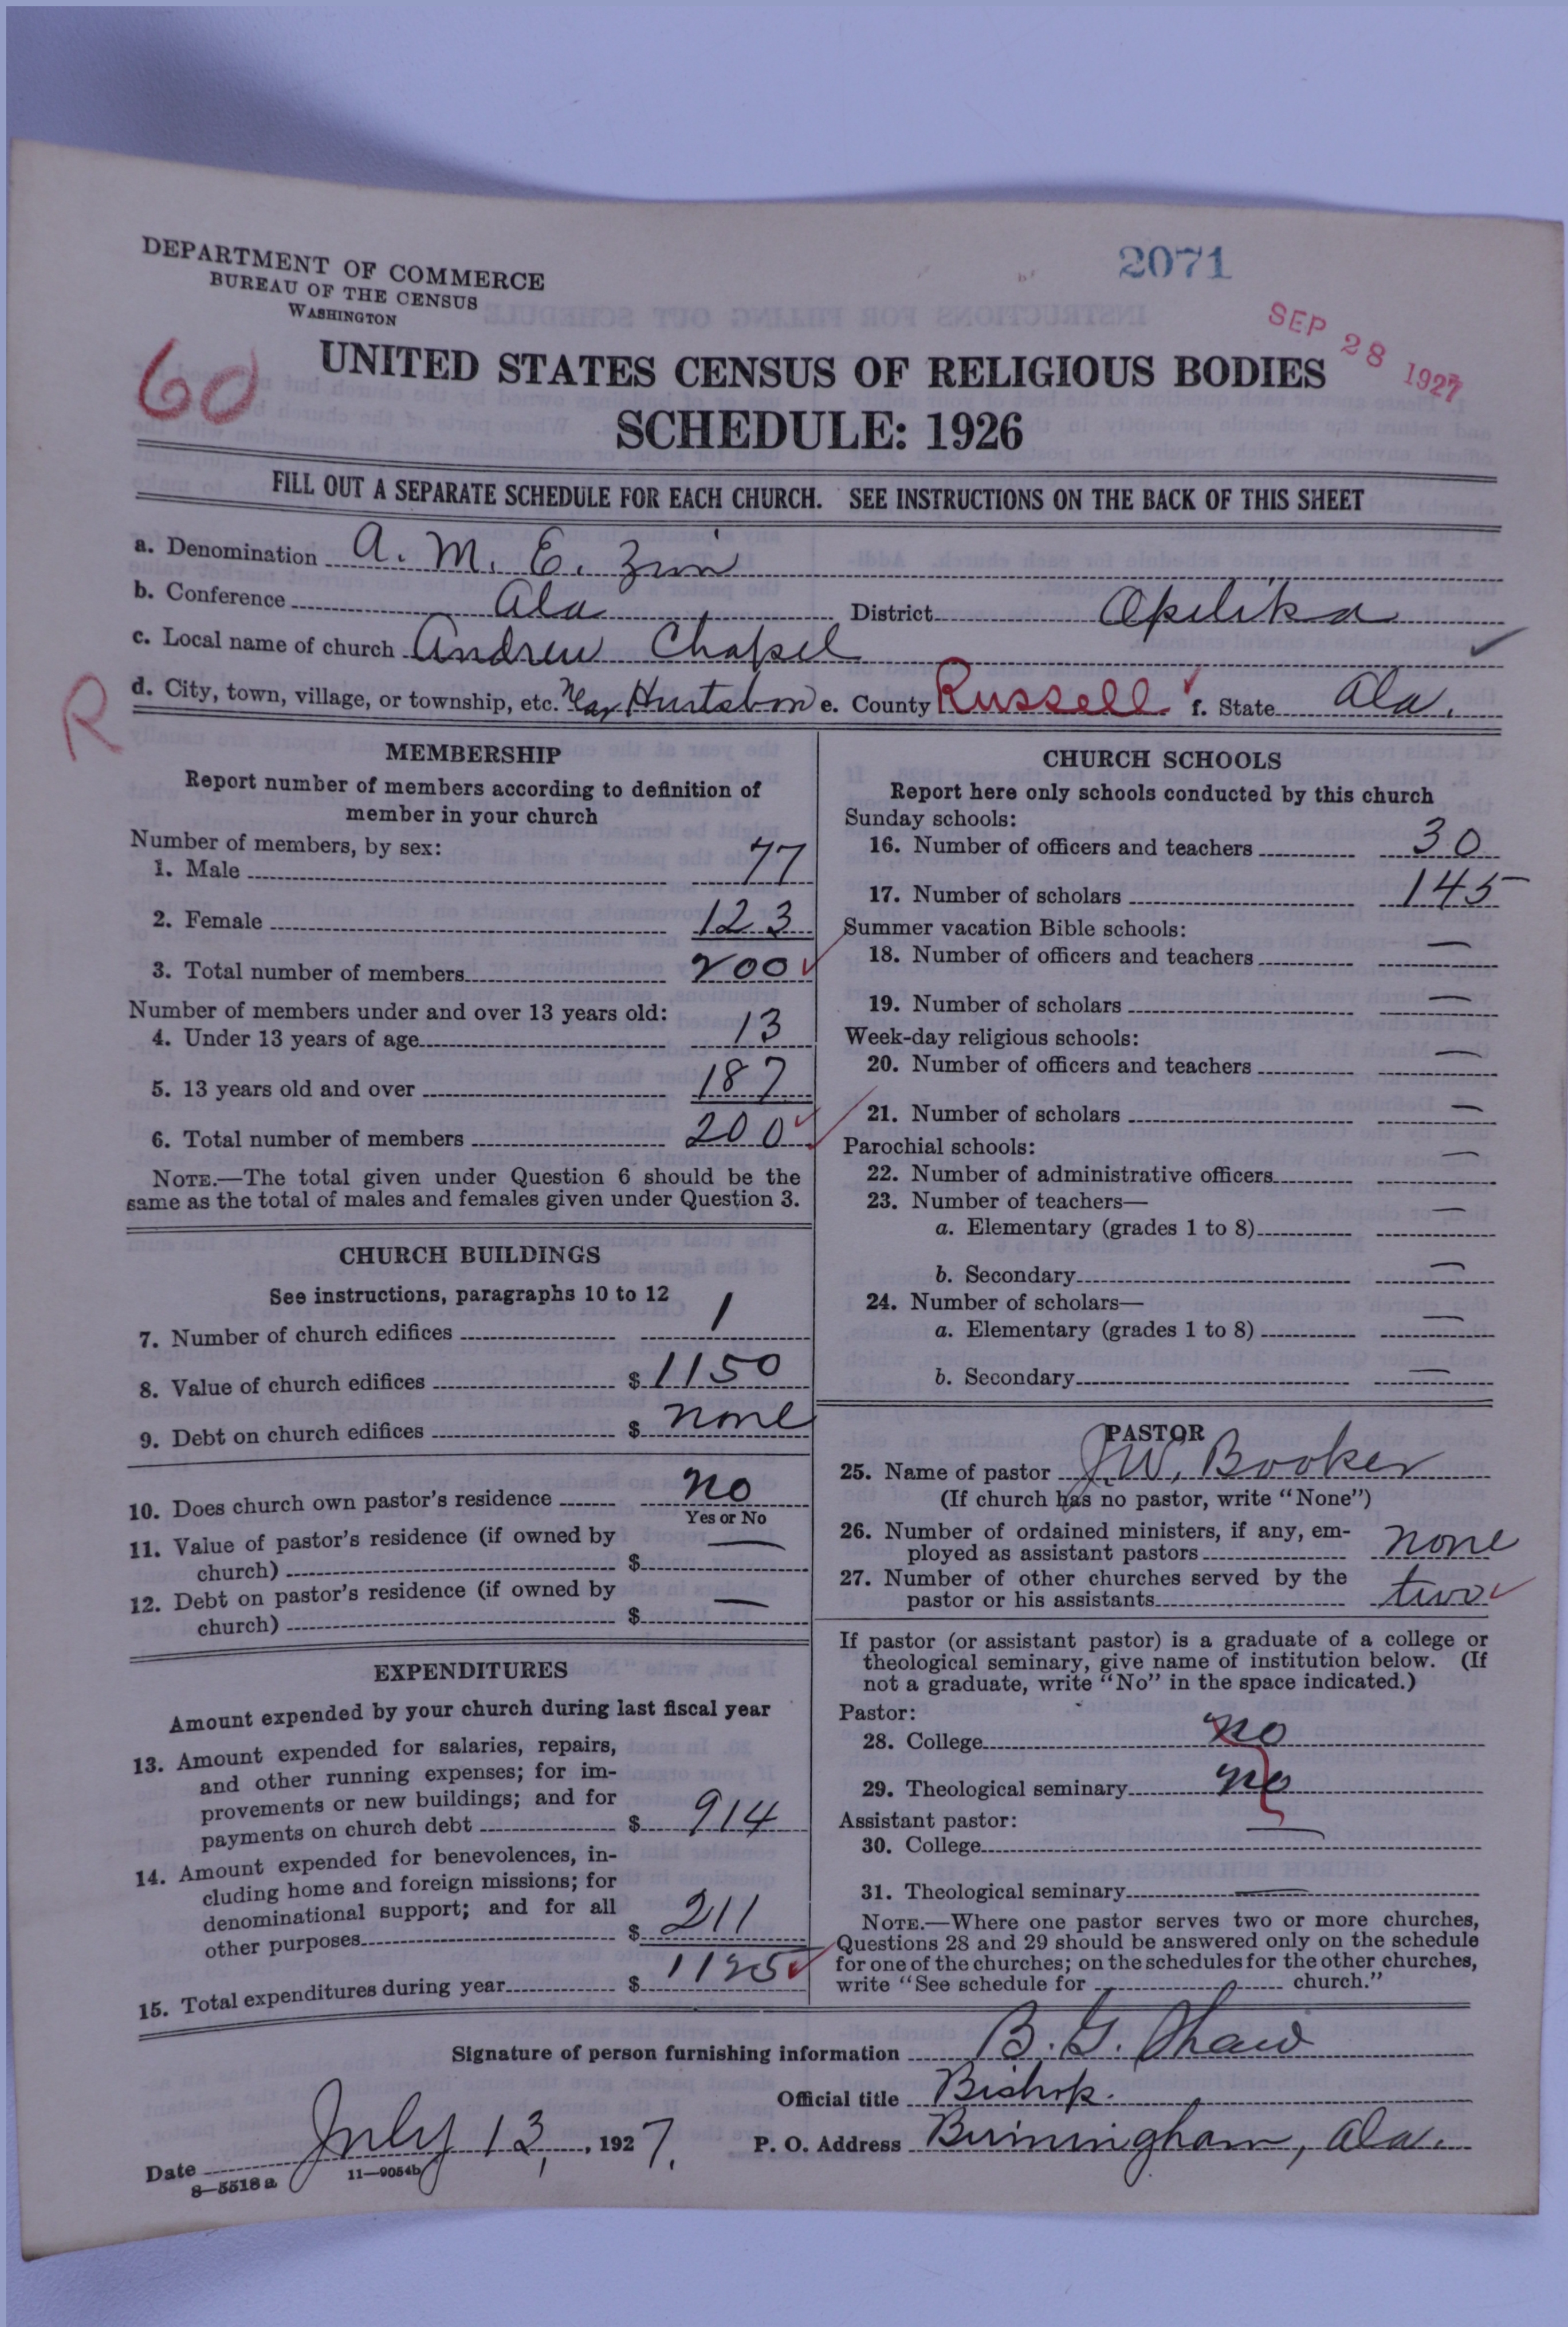 DEPARTMENT OF COMMERCE
BUREAU OF THE CENSUS
WASHINGTON
2071
SEP 28 1927
60
UNITED STATES CENSUS OF RELIGIOUS BODIES
SCHEDULE: 1926
FILL OUT A SEPARATE SCHEDULE FOR EACH CHURCH. SEE INSTRUCTIONS ON THE BACK OF THIS SHEET
a. Denomination A. M. E. Zion
b. Conference Ala District Opelika
c. Local name of church Andrew Chapel
R
d. City, town, village, or township, etc. Near Hurtsboro e. County Russell f. State Ala.
MEMBERSHIP
Report number of members according to definition of
member in your church
Number of members, by sex:
1. Male 77
2. Female 123
3. Total number of members 200
Number of members under and over 13 years old:
4. Under 13 years of age 13
5. 13 years old and over 187
6. Total number of members 200
NOTE.—The total given under Question 6 should be the
same as the total of males and females given under Question 3.
CHURCH BUILDINGS
See instructions, paragraphs 10 to 12
7. Number of church edifices 1
8. Value of church edifices $ 1150
9. Debt on church edifices $ none
10. Does church own pastor's residence no
Yes or No
11. Value of pastor's residence (if owned by
church) $ —
12. Debt on pastor's residence (if owned by
church) $ —
EXPENDITURES
Amount expended by your church during last fiscal year
13. Amount expended for salaries, repairs,
and other running expenses; for im-
provements or new buildings; and for
payments on church debt $ 914
14. Amount expended for benevolences, in-
cluding home and foreign missions; for
denominational support; and for all
other purposes $ 211
15. Total expenditures during year $ 1125
CHURCH SCHOOLS
Report here only schools conducted by this church
Sunday schools:
16. Number of officers and teachers 30
17. Number of scholars 145
Summer vacation Bible schools:
18. Number of officers and teachers —
19. Number of scholars —
Week-day religious schools:
20. Number of officers and teachers —
21. Number of scholars —
Parochial schools:
22. Number of administrative officers —
23. Number of teachers—
a. Elementary (grades 1 to 8) —
b. Secondary —
24. Number of scholars—
a. Elementary (grades 1 to 8) —
b. Secondary —
PASTOR
25. Name of pastor J. W. Booker
(If church has no pastor, write "None")
26. Number of ordained ministers, if any, em-
ployed as assistant pastors none
27. Number of other churches served by the
pastor or his assistants two
If pastor (or assistant pastor) is a graduate of a college or
theological seminary, give name of institution below. (If
not a graduate, write "No" in the space indicated.)
Pastor:
28. College no
29. Theological seminary no
Assistant pastor:
30. College —
31. Theological seminary —
NOTE.—Where one pastor serves two or more churches,
Questions 28 and 29 should be answered only on the schedule
for one of the churches; on the schedules for the other churches,
write "See schedule for church."
Signature of person furnishing information B. G. Shaw
Official title Bishop.
Date July 13, 1927. P. O. Address Birmingham, Ala.
8—5518 a 11—9054b